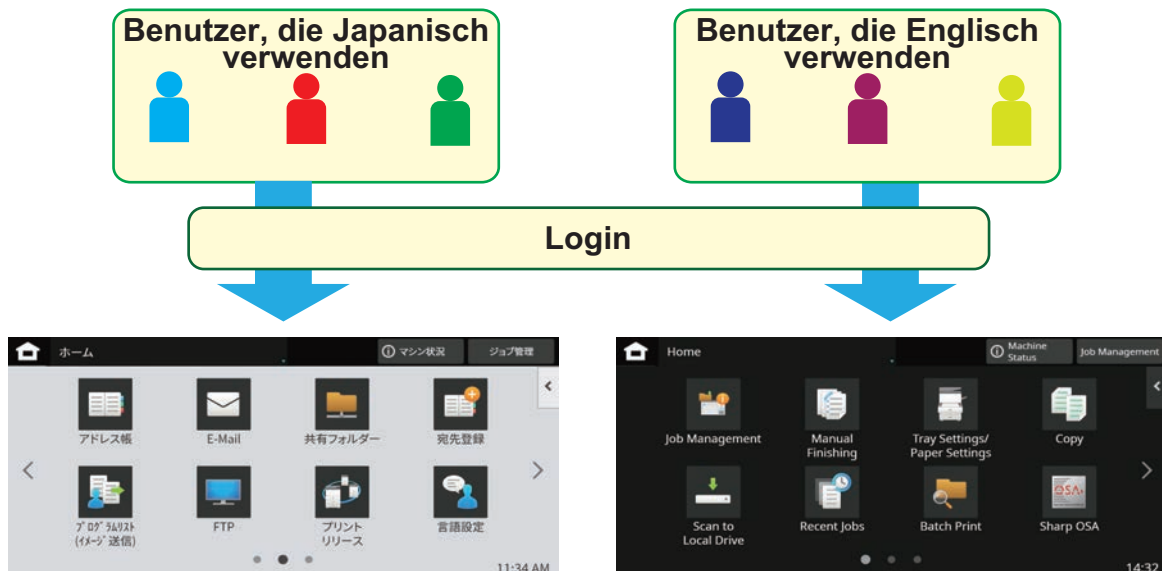 Benutzer, die Japanisch
verwenden
Benutzer, die Englisch
verwenden
Login
ホーム
マシン状況
ジョブ管理
アドレス帳
E-Mail
共有フォルダー
宛先登録
プログラムリスト
(イメージ送信)
FTP
プリント
リリース
言語設定
11:34 AM
Home
Machine
Status
Job Management
Job Management
Manual
Finishing
Tray Settings/
Paper Settings
Copy
Scan to
Local Drive
Recent Jobs
Batch Print
OSA
Sharp OSA
14:32